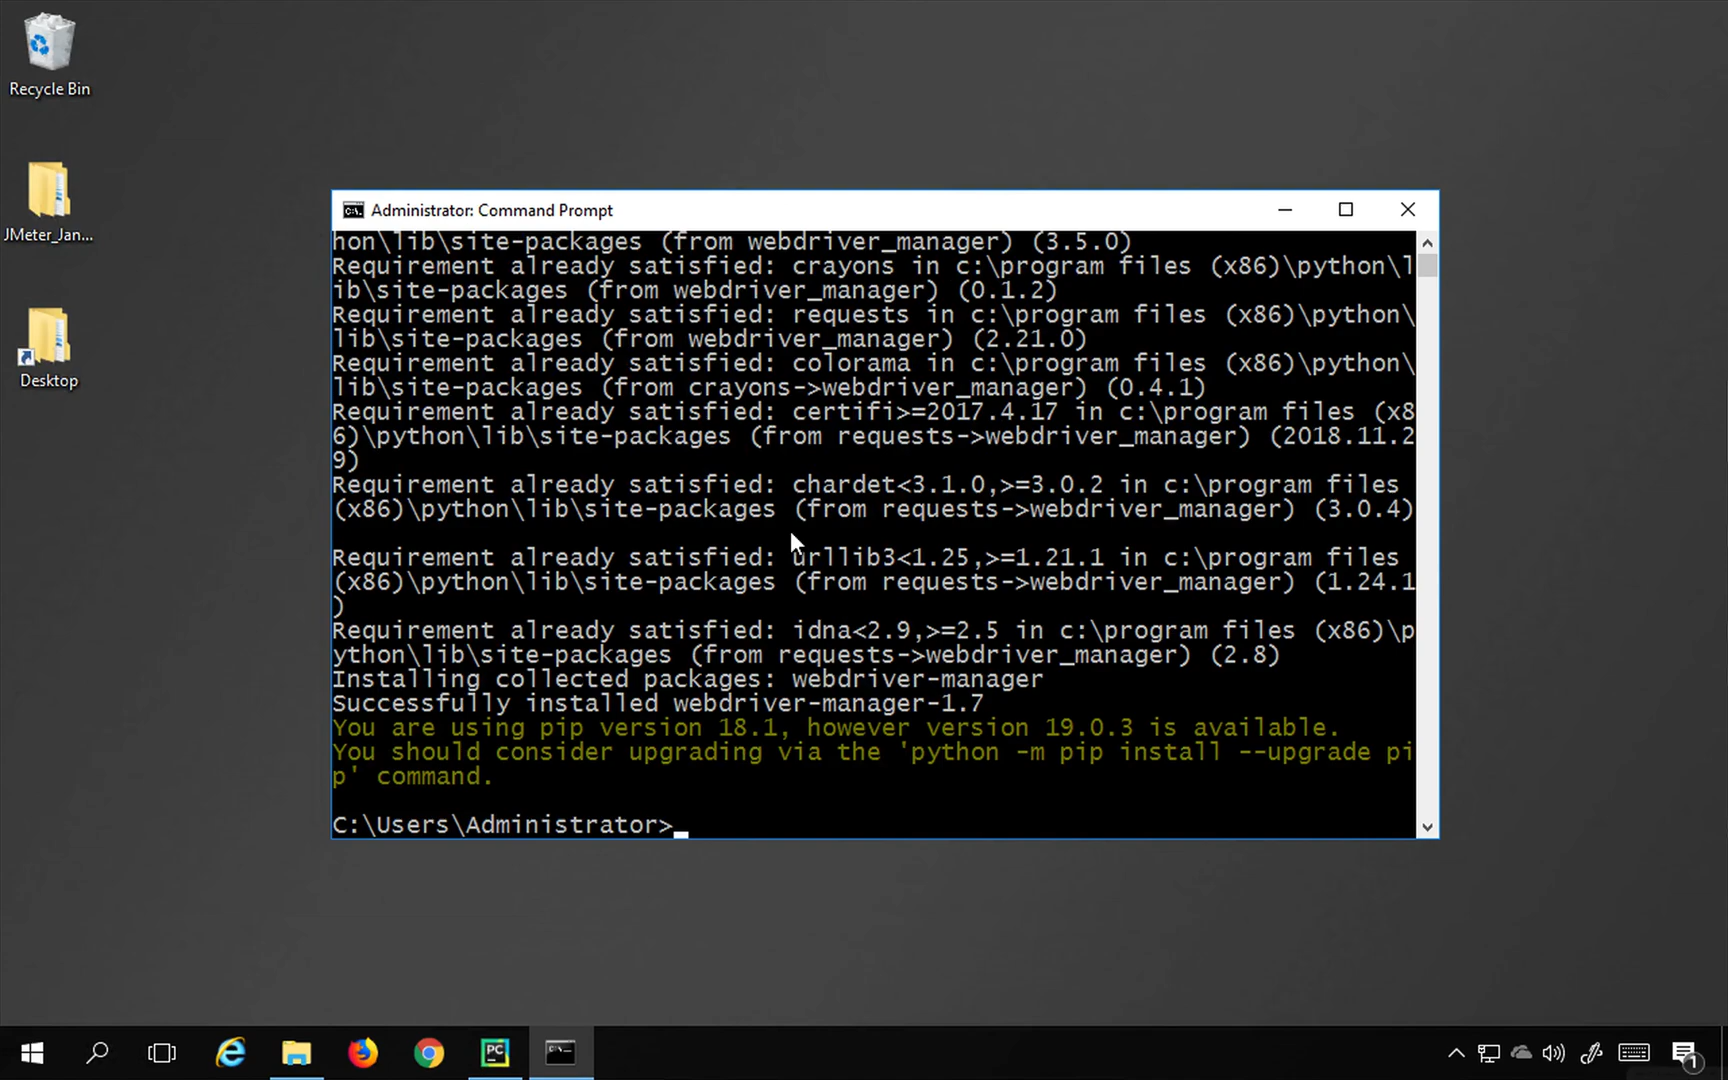 Recycle Bin
JMeter_Jan...
Desktop
Administrator: Command Prompt
hon\lib\site-packages (from webdriver_manager) (3.5.0)
Requirement already satisfied: crayons in c:\program files (x86)\python\l
ib\site-packages (from webdriver_manager) (0.1.2)
Requirement already satisfied: requests in c:\program files (x86)\python\
lib\site-packages (from webdriver_manager) (2.21.0)
Requirement already satisfied: colorama in c:\program files (x86)\python\
lib\site-packages (from crayons->webdriver_manager) (0.4.1)
Requirement already satisfied: certifi>=2017.4.17 in c:\program files (x8
6)\python\lib\site-packages (from requests->webdriver_manager) (2018.11.2
9)
Requirement already satisfied: chardet<3.1.0,>=3.0.2 in c:\program files
(x86)\python\lib\site-packages (from requests->webdriver_manager) (3.0.4)
Requirement already satisfied: urllib3<1.25,>=1.21.1 in c:\program files
(x86)\python\lib\site-packages (from requests->webdriver_manager) (1.24.1
)
Requirement already satisfied: idna<2.9,>=2.5 in c:\program files (x86)\p
ython\lib\site-packages (from requests->webdriver_manager) (2.8)
Installing collected packages: webdriver-manager
Successfully installed webdriver-manager-1.7
You are using pip version 18.1, however version 19.0.3 is available.
You should consider upgrading via the 'python -m pip install --upgrade pi
p' command.
C:\Users\Administrator>
PC
1